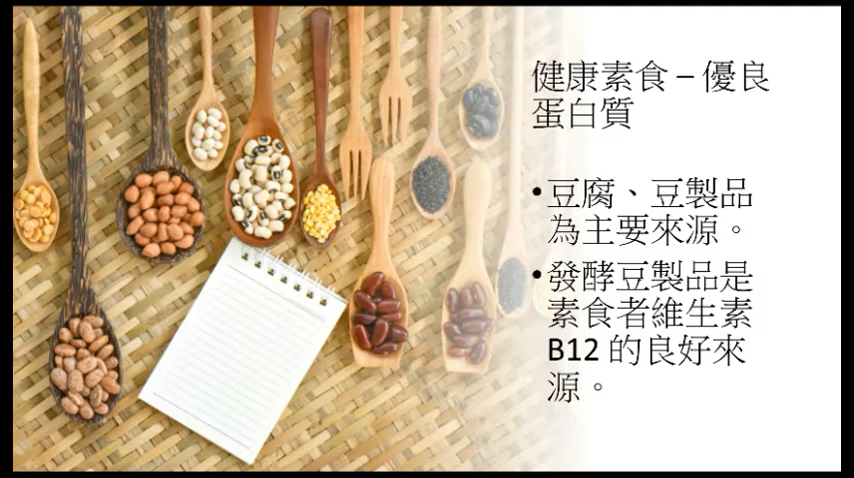 健康素食 – 優良
蛋白質
•豆腐、豆製品
為主要來源。
•發酵豆製品是
素食者維生素
B12 的良好來
源。